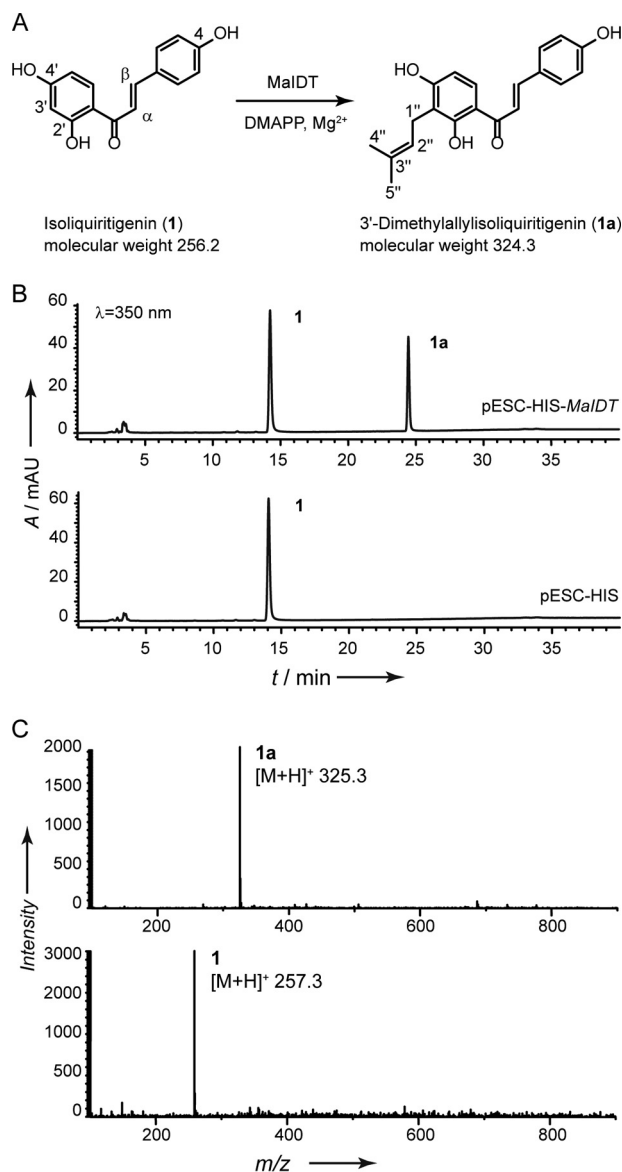 A
HO
4'
3'
2'
OH
O
α
β
4
OH
MaIDT
DMAPP, Mg²⁺
HO
1"
2"
3"
4"
5"
OH
O
OH
Isoliquiritigenin (1)
molecular weight 256.2
3'-Dimethylallylisoliquiritigenin (1a)
molecular weight 324.3
B
λ=350 nm
1
1a
pESC-HIS-MaIDT
60
40
20
0
5 10 15 20 25 30 35
A / mAU
1
pESC-HIS
60
40
20
0
5 10 15 20 25 30 35
t / min
C
2000
1500
1000
500
0
1a
[M+H]⁺ 325.3
200 400 600 800
Intensity
3000
2000
1000
500
0
1
[M+H]⁺ 257.3
200 400 600 800
m/z